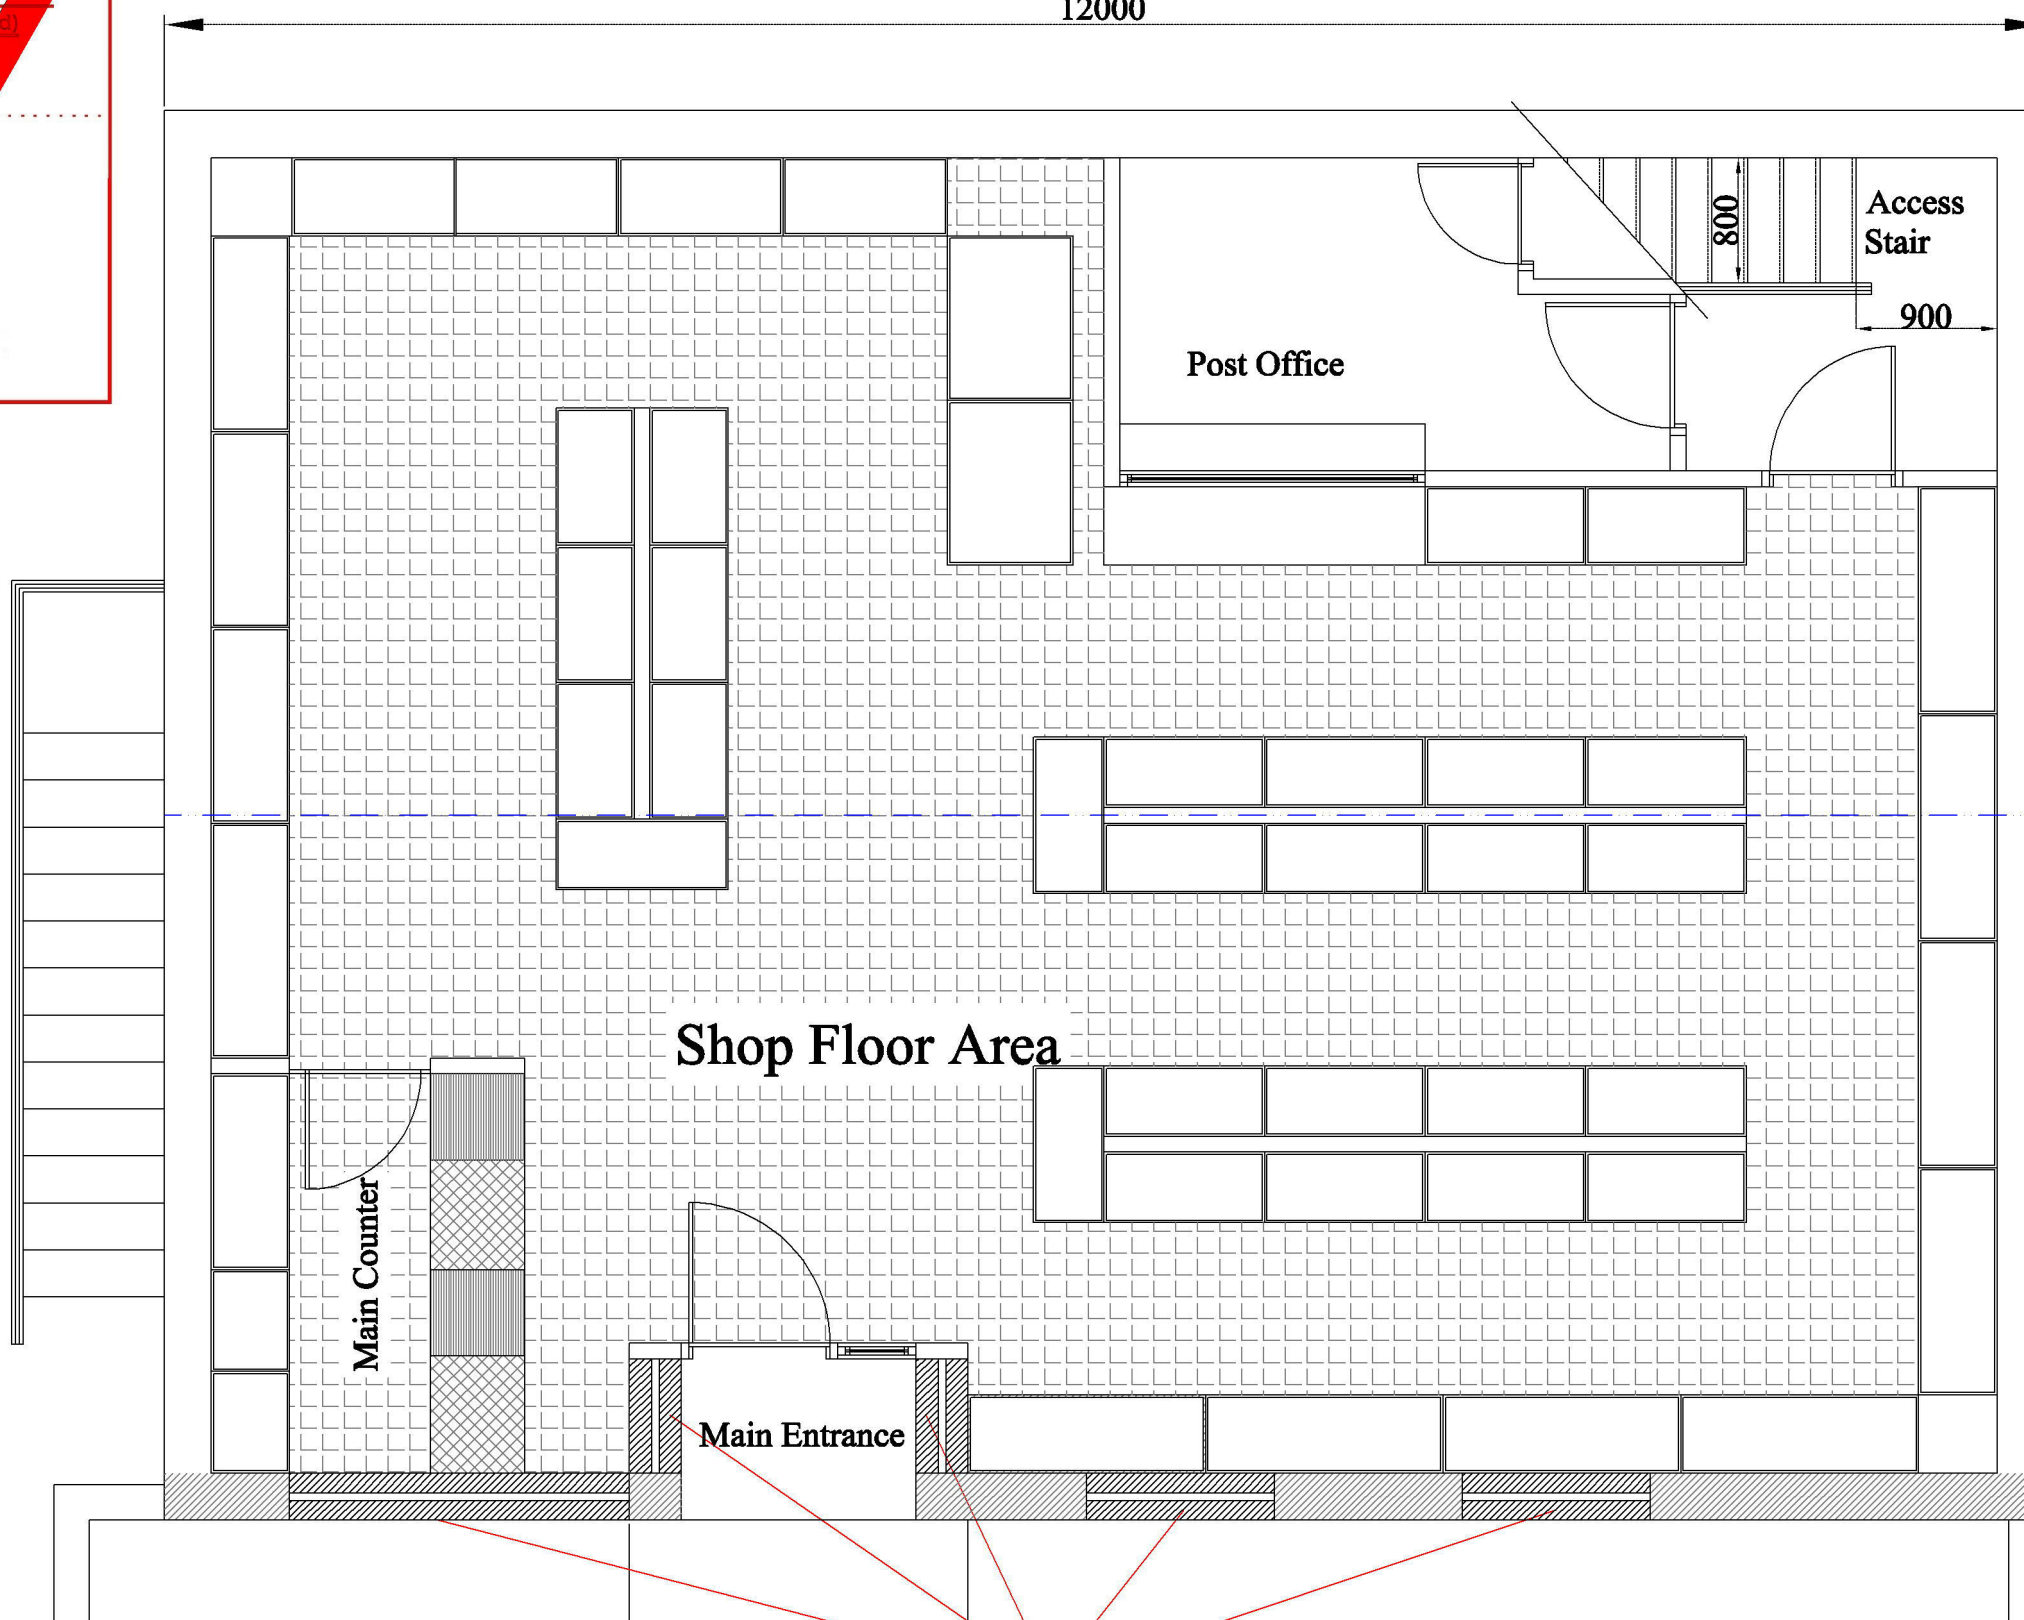 d)
12000
Access
Stair
800
900
Post Office
Shop Floor Area
Main Counter
Main Entrance